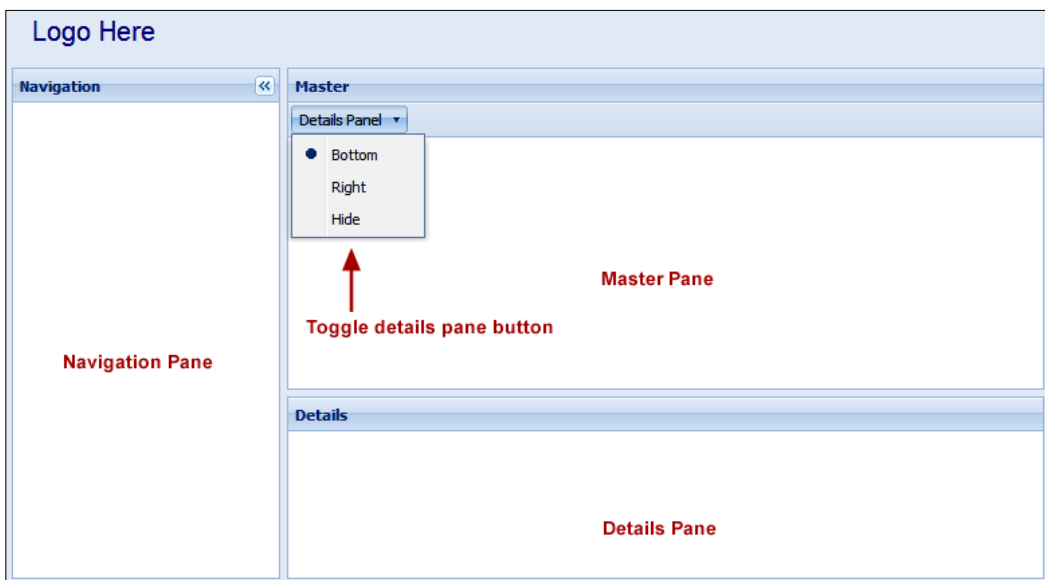 Logo Here
Navigation
Master
Details Panel
Bottom
Right
Hide
Master Pane
Toggle details pane button
Navigation Pane
Details
Details Pane